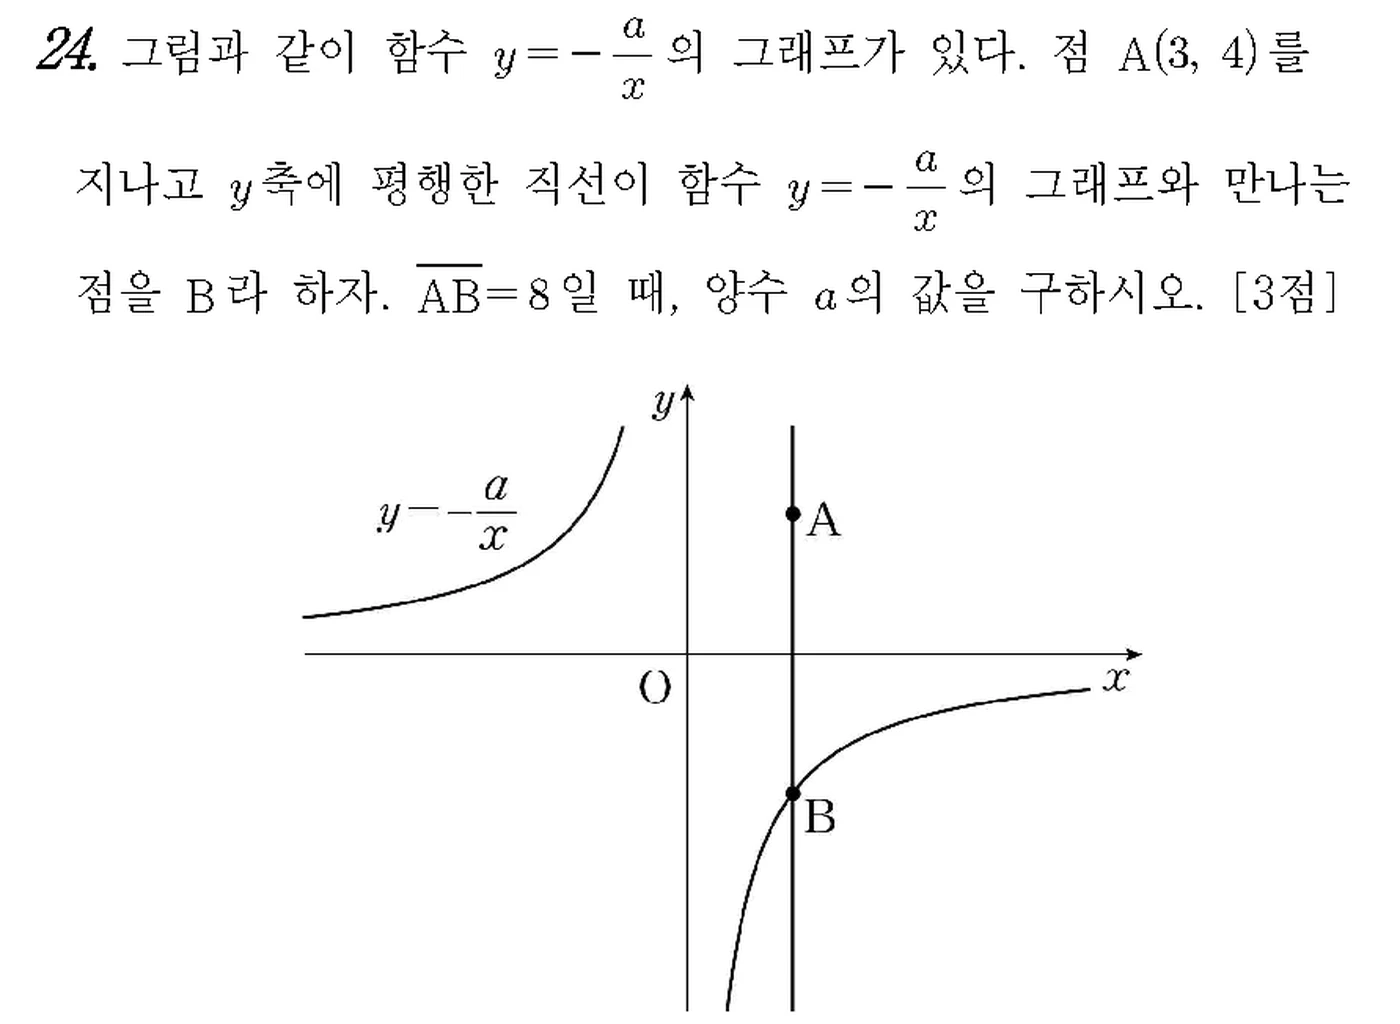 24. 그림과 같이 함수 y=-a/x의 그래프가 있다. 점 A(3, 4)를
지나고 y축에 평행한 직선이 함수 y=-a/x의 그래프와 만나는
점을 B라 하자. A̅B̅=8일 때, 양수 a의 값을 구하시오. [3점]
y
y=-a/x
A
O
x
B